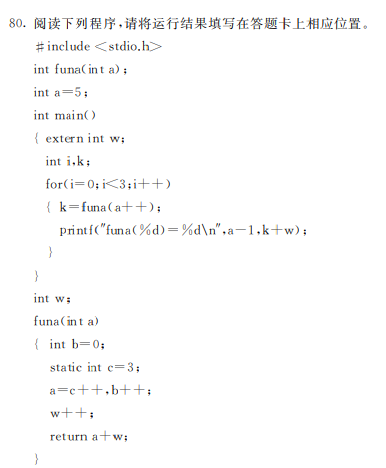 80. 阅读下列程序,请将运行结果填写在答题卡上相应位置。
#include <stdio.h>
int funa(int a);
int a=5;
int main()
{ extern int w;
int i,k;
for(i=0;i<3;i++)
{ k=funa(a++);
printf("funa(%d)=%d\n",a-1,k+w);
}
}
int w;
funa(int a)
{ int b=0;
static int c=3;
a=c++,b++;
w++;
return a+w;
}